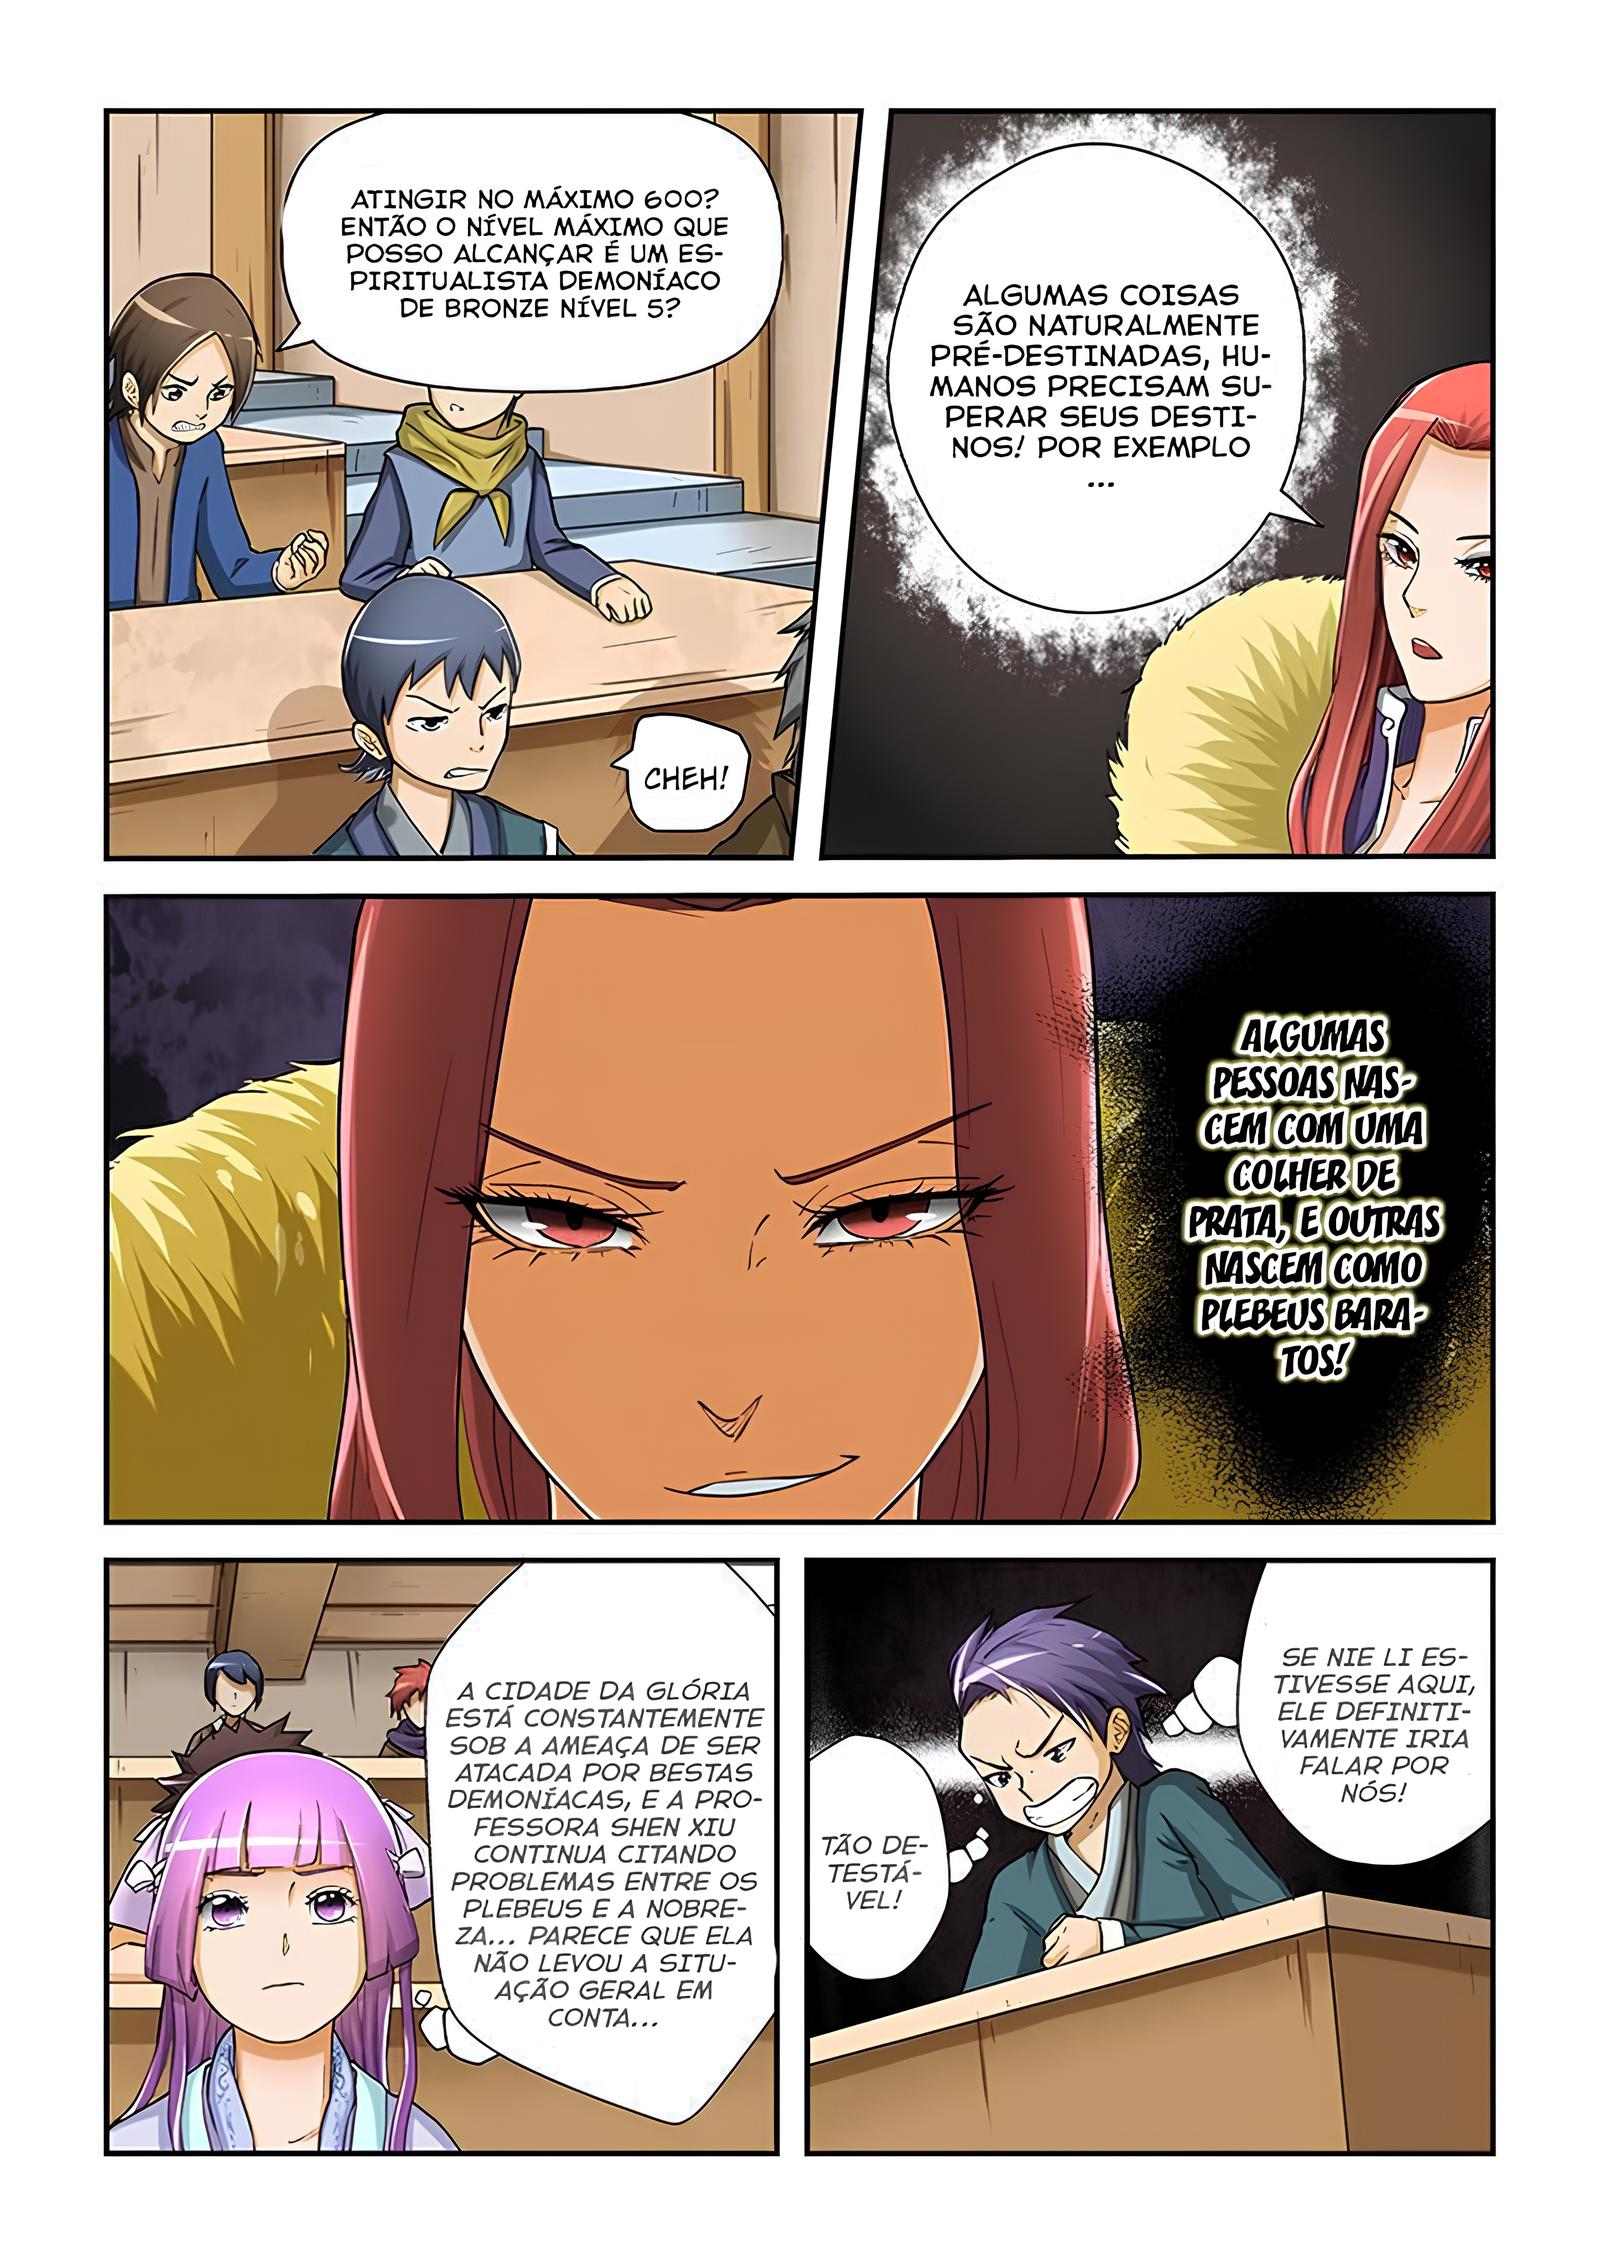 ATINGIR NO MÁXIMO 600?
ENTÃO O NÍVEL MÁXIMO QUE
POSSO ALCANÇAR É UM ES-
PIRITUALISTA DEMONÍACO
DE BRONZE NÍVEL 5?
CHEH!
ALGUMAS COISAS
SÃO NATURALMENTE
PRÉ-DESTINADAS, HU-
MANOS PRECISAM SU-
PERAR SEUS DESTI-
NOS! POR EXEMPLO
...
ALGUMAS
PESSOAS NAS-
CEM COM UMA
COLHER DE
PRATA, E OUTRAS
NASCEM COMO
PLEBEUS BARA-
TOS!
A CIDADE DA GLÓRIA
ESTÁ CONSTANTEMENTE
SOB A AMEAÇA DE SER
ATACADA POR BESTAS
DEMONÍACAS, E A PRO-
FESSORA SHEN XIU
CONTINUA CITANDO
PROBLEMAS ENTRE OS
PLEBEUS E A NOBRE-
ZA... PARECE QUE ELA
NÃO LEVOU A SITU-
AÇÃO GERAL EM
CONTA...
SE NIE LI ES-
TIVESSE AQUI,
ELE DEFINITI-
VAMENTE IRIA
FALAR POR
NÓS!
TÃO DE-
TESTÁ-
VEL!